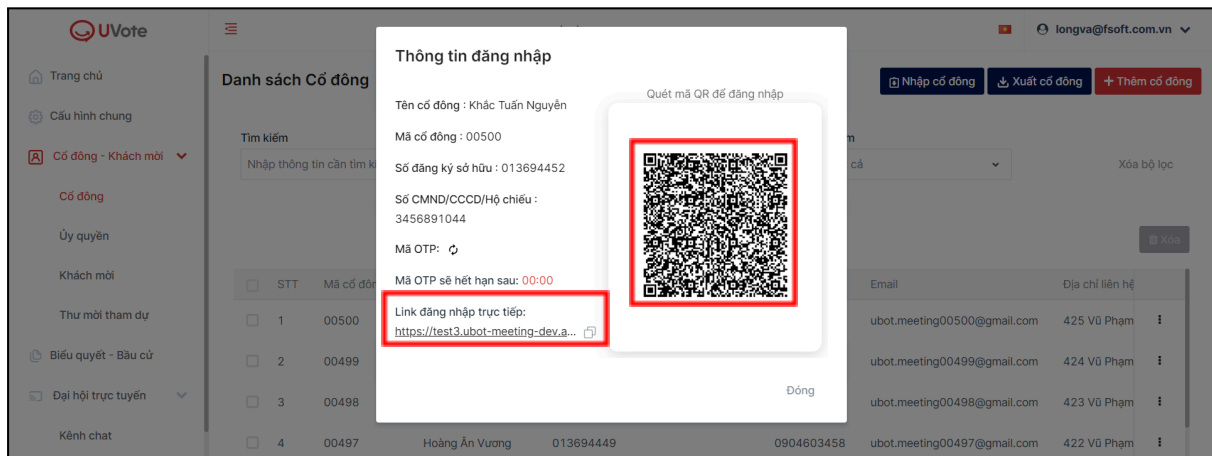 UVote
longva@fsoft.com.vn
Trang chủ
Cấu hình chung
Cổ đông - Khách mời
Cổ đông
Ủy quyền
Khách mời
Thư mời tham dự
Biểu quyết - Bầu cử
Đại hội trực tuyến
Kênh chat
Danh sách Cổ đông
Nhập cổ đông
Xuất cổ đông
+ Thêm cổ đông
Tìm kiếm
Nhập thông tin cần tìm
cả
Xóa bộ lọc
Xóa
STT Mã cổ đôn Email Địa chỉ liên hệ
1 00500 ubot.meeting00500@gmail.com 425 Vũ Phạm
2 00499 ubot.meeting00499@gmail.com 424 Vũ Phạm
3 00498 ubot.meeting00498@gmail.com 423 Vũ Phạm
4 00497 Hoàng Ân Vương 013694449 0904603458 ubot.meeting00497@gmail.com 422 Vũ Phạm
Thông tin đăng nhập
Tên cổ đông : Khắc Tuấn Nguyễn
Mã cổ đông : 00500
Số đăng ký sở hữu : 013694452
Số CMND/CCCD/Hộ chiếu :
3456891044
Mã OTP:
Mã OTP sẽ hết hạn sau: 00:00
Link đăng nhập trực tiếp:
https://test3.ubot-meeting-dev.a...
Quét mã QR để đăng nhập
Đóng